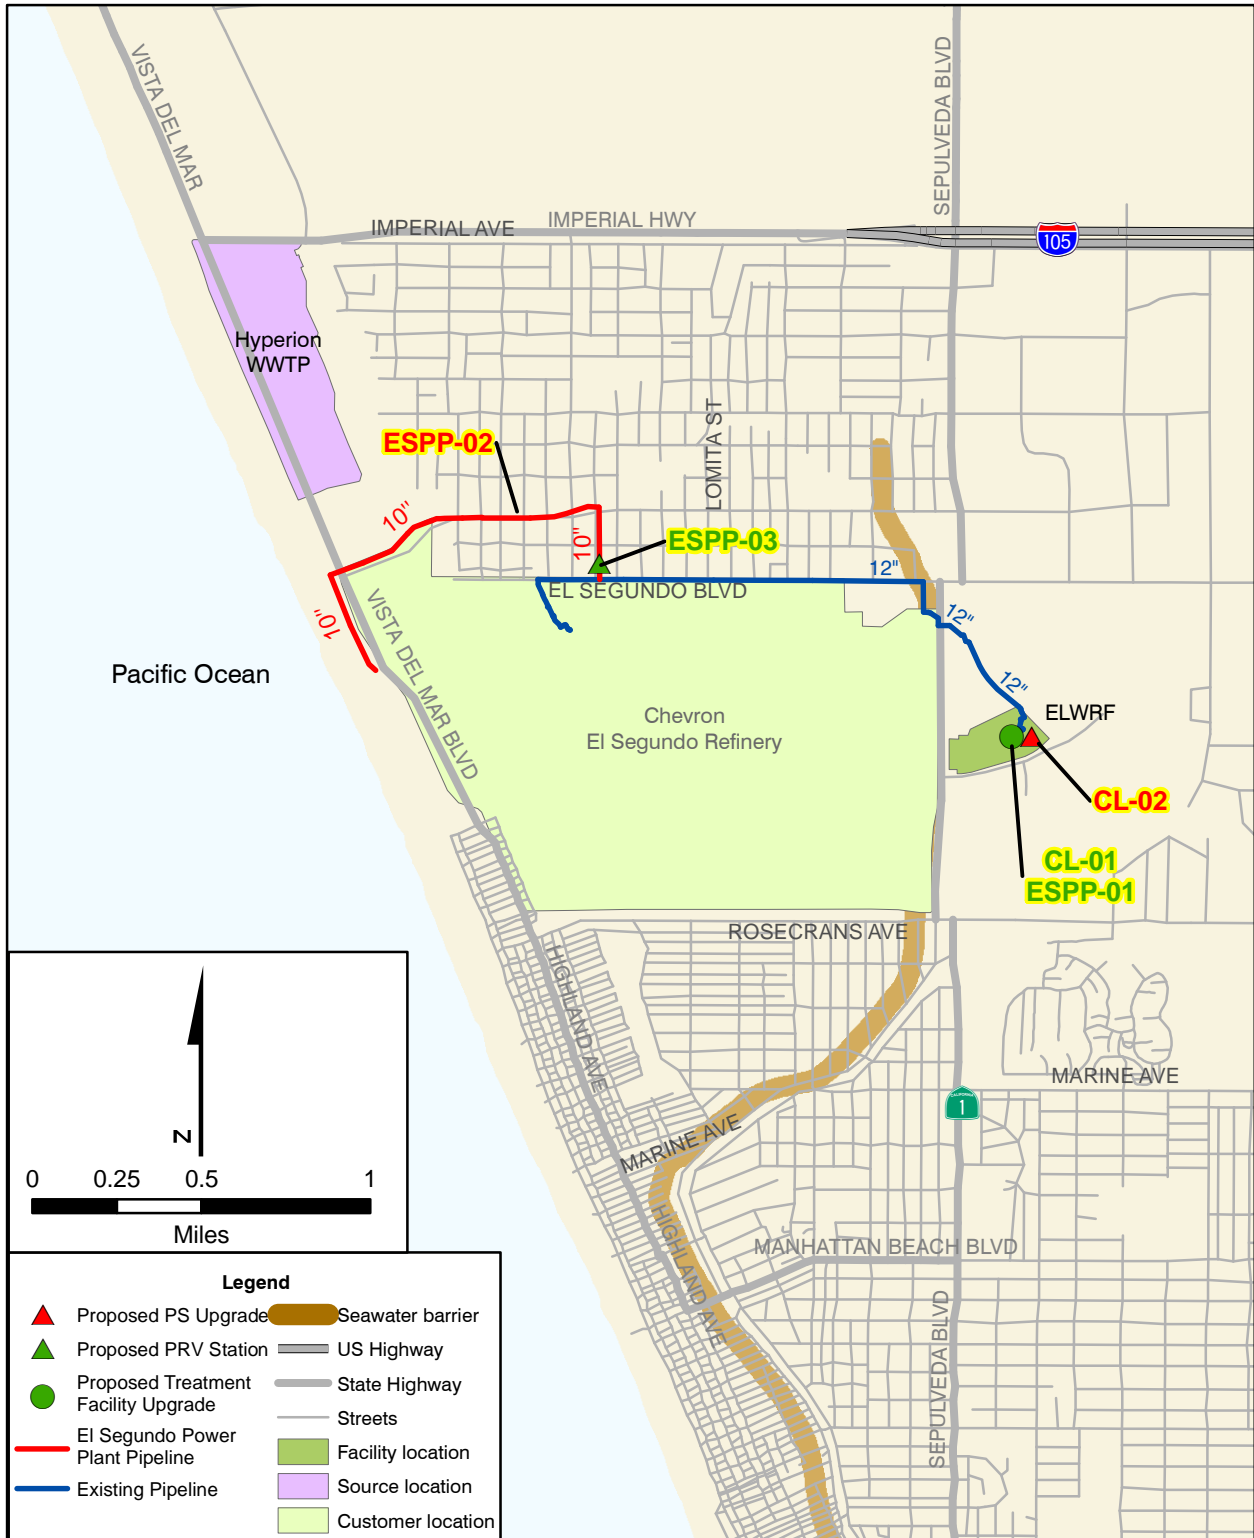 VISTA DEL MAR
SEPULVEDA BLVD
IMPERIAL AVE
IMPERIAL HWY
105
Hyperion
WWTP
ESPP-02
LOMITA ST
10"
10"
ESPP-03
12"
EL SEGUNDO BLVD
10"
12"
VISTA DEL MAR BLVD
Pacific Ocean
12"
ELWRF
Chevron
El Segundo Refinery
CL-02
CL-01
ESPP-01
ROSECRANS AVE
HIGHLAND AVE
MARINE AVE
CALIFORNIA
1
MARINE AVE
HIGHLAND AVE
MANHATTAN BEACH BLVD
SEPULVEDA BLVD
N
0 0.25 0.5 1
Miles
Legend
Proposed PS Upgrade
Proposed PRV Station
Proposed Treatment
Facility Upgrade
El Segundo Power
Plant Pipeline
Existing Pipeline
Seawater barrier
US Highway
State Highway
Streets
Facility location
Source location
Customer location